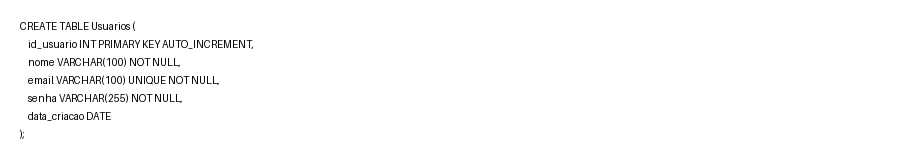 CREATE TABLE Usuarios (
    id_usuario INT PRIMARY KEY AUTO_INCREMENT,
    nome VARCHAR(100) NOT NULL,
    email VARCHAR(100) UNIQUE NOT NULL,
    senha VARCHAR(255) NOT NULL,
    data_criacao DATE
);